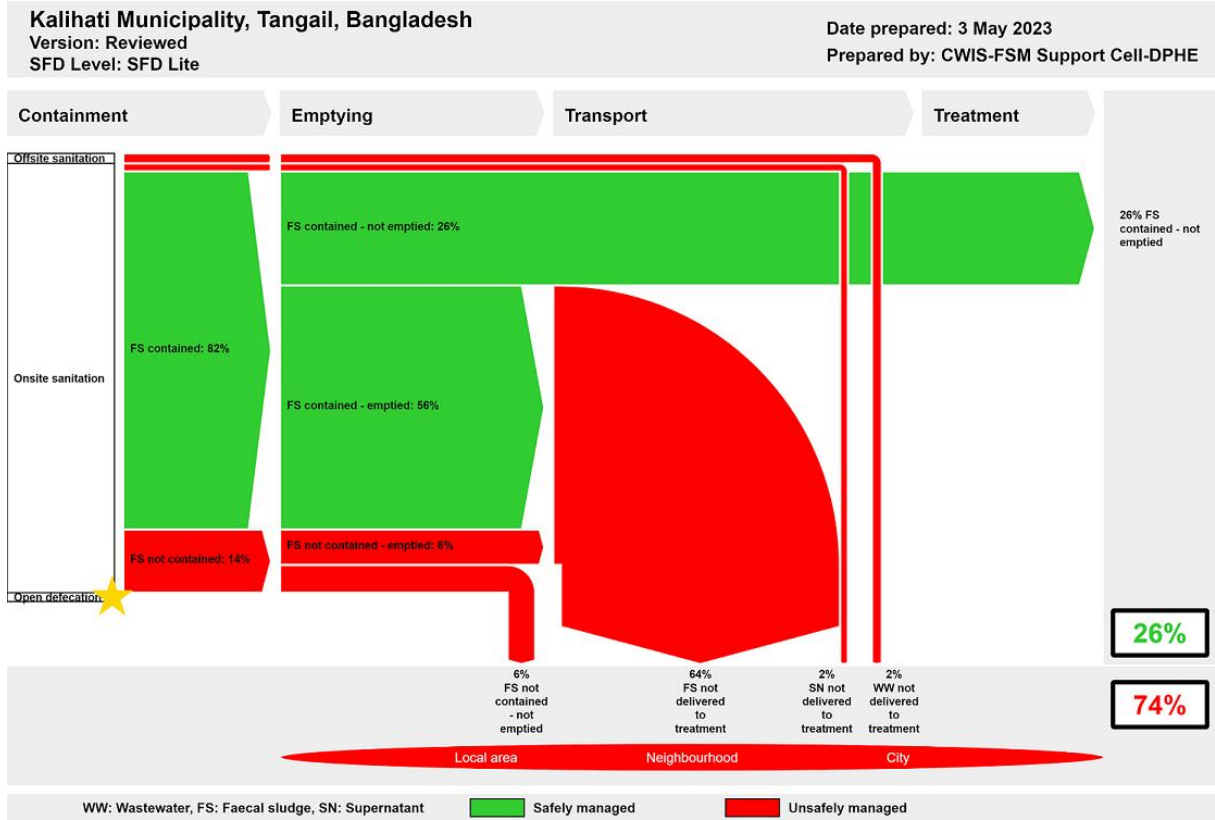 Kalihati Municipality, Tangail, Bangladesh
Version: Reviewed
SFD Level: SFD Lite
Date prepared: 3 May 2023
Prepared by: CWIS-FSM Support Cell-DPHE
Containment
Emptying
Transport
Treatment
Offsite sanitation
FS contained - not emptied: 26%
26% FS
contained - not
emptied
FS contained: 82%
Onsite sanitation
FS contained - emptied: 56%
FS not contained - emptied: 8%
FS not contained: 14%
Open defecation
26%
6%
FS not
contained
- not
emptied
64%
FS not
delivered
to
treatment
2%
SN not
delivered
to
treatment
2%
WW not
delivered
to
treatment
74%
Local area
Neighbourhood
City
WW: Wastewater, FS: Faecal sludge, SN: Supernatant
Safely managed
Unsafely managed